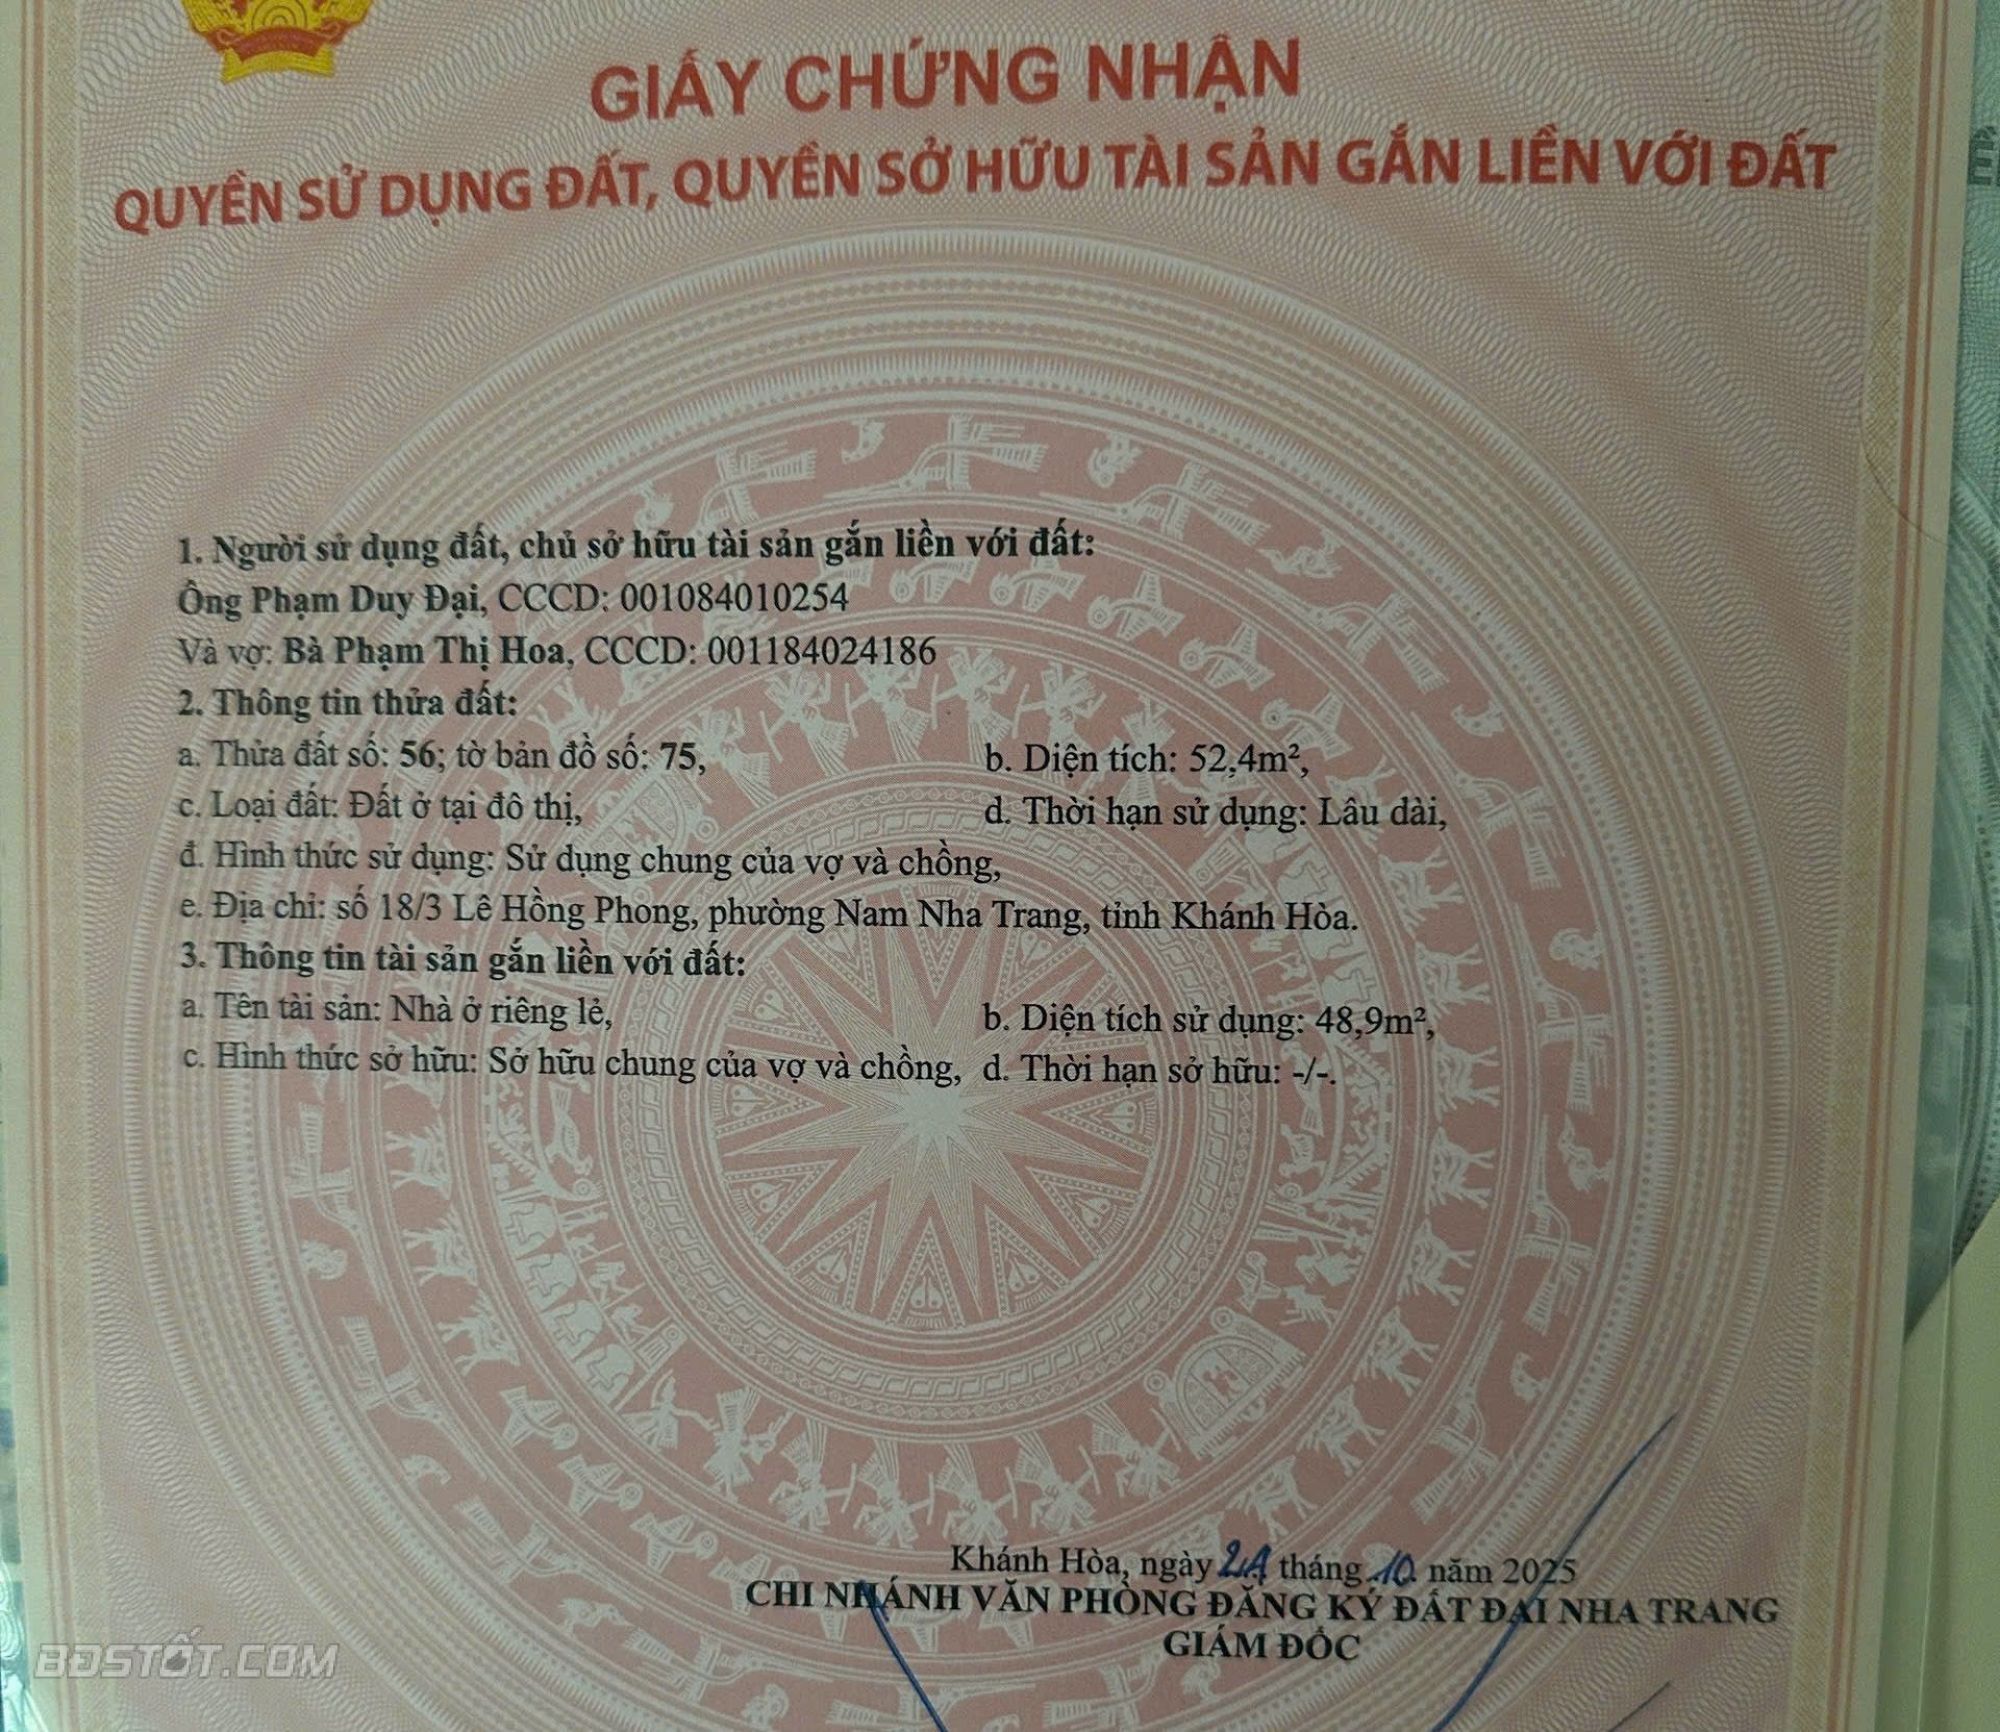 GIẤY CHỨNG NHẬN
QUYỀN SỬ DỤNG ĐẤT, QUYỀN SỞ HỮU TÀI SẢN GẮN LIỀN VỚI ĐẤT
1. Người sử dụng đất, chủ sở hữu tài sản gắn liền với đất:
Ông Phạm Duy Đại, CCCD: 001084010254
Và vợ: Bà Phạm Thị Hoa, CCCD: 001184024186
2. Thông tin thửa đất:
a. Thửa đất số: 56; tờ bản đồ số: 75, b. Diện tích: 52,4m²,
c. Loại đất: Đất ở tại đô thị, d. Thời hạn sử dụng: Lâu dài,
đ. Hình thức sử dụng: Sử dụng chung của vợ và chồng,
e. Địa chỉ: số 18/3 Lê Hồng Phong, phường Nam Nha Trang, tỉnh Khánh Hòa.
3. Thông tin tài sản gắn liền với đất:
a. Tên tài sản: Nhà ở riêng lẻ, b. Diện tích sử dụng: 48,9m²,
c. Hình thức sở hữu: Sở hữu chung của vợ và chồng, d. Thời hạn sở hữu: -/-.
Khánh Hòa, ngày tháng 10 năm 2025
CHI NHÁNH VĂN PHÒNG ĐĂNG KÝ ĐẤT ĐAI NHA TRANG
GIÁM ĐỐC
BĐSTỐT.COM